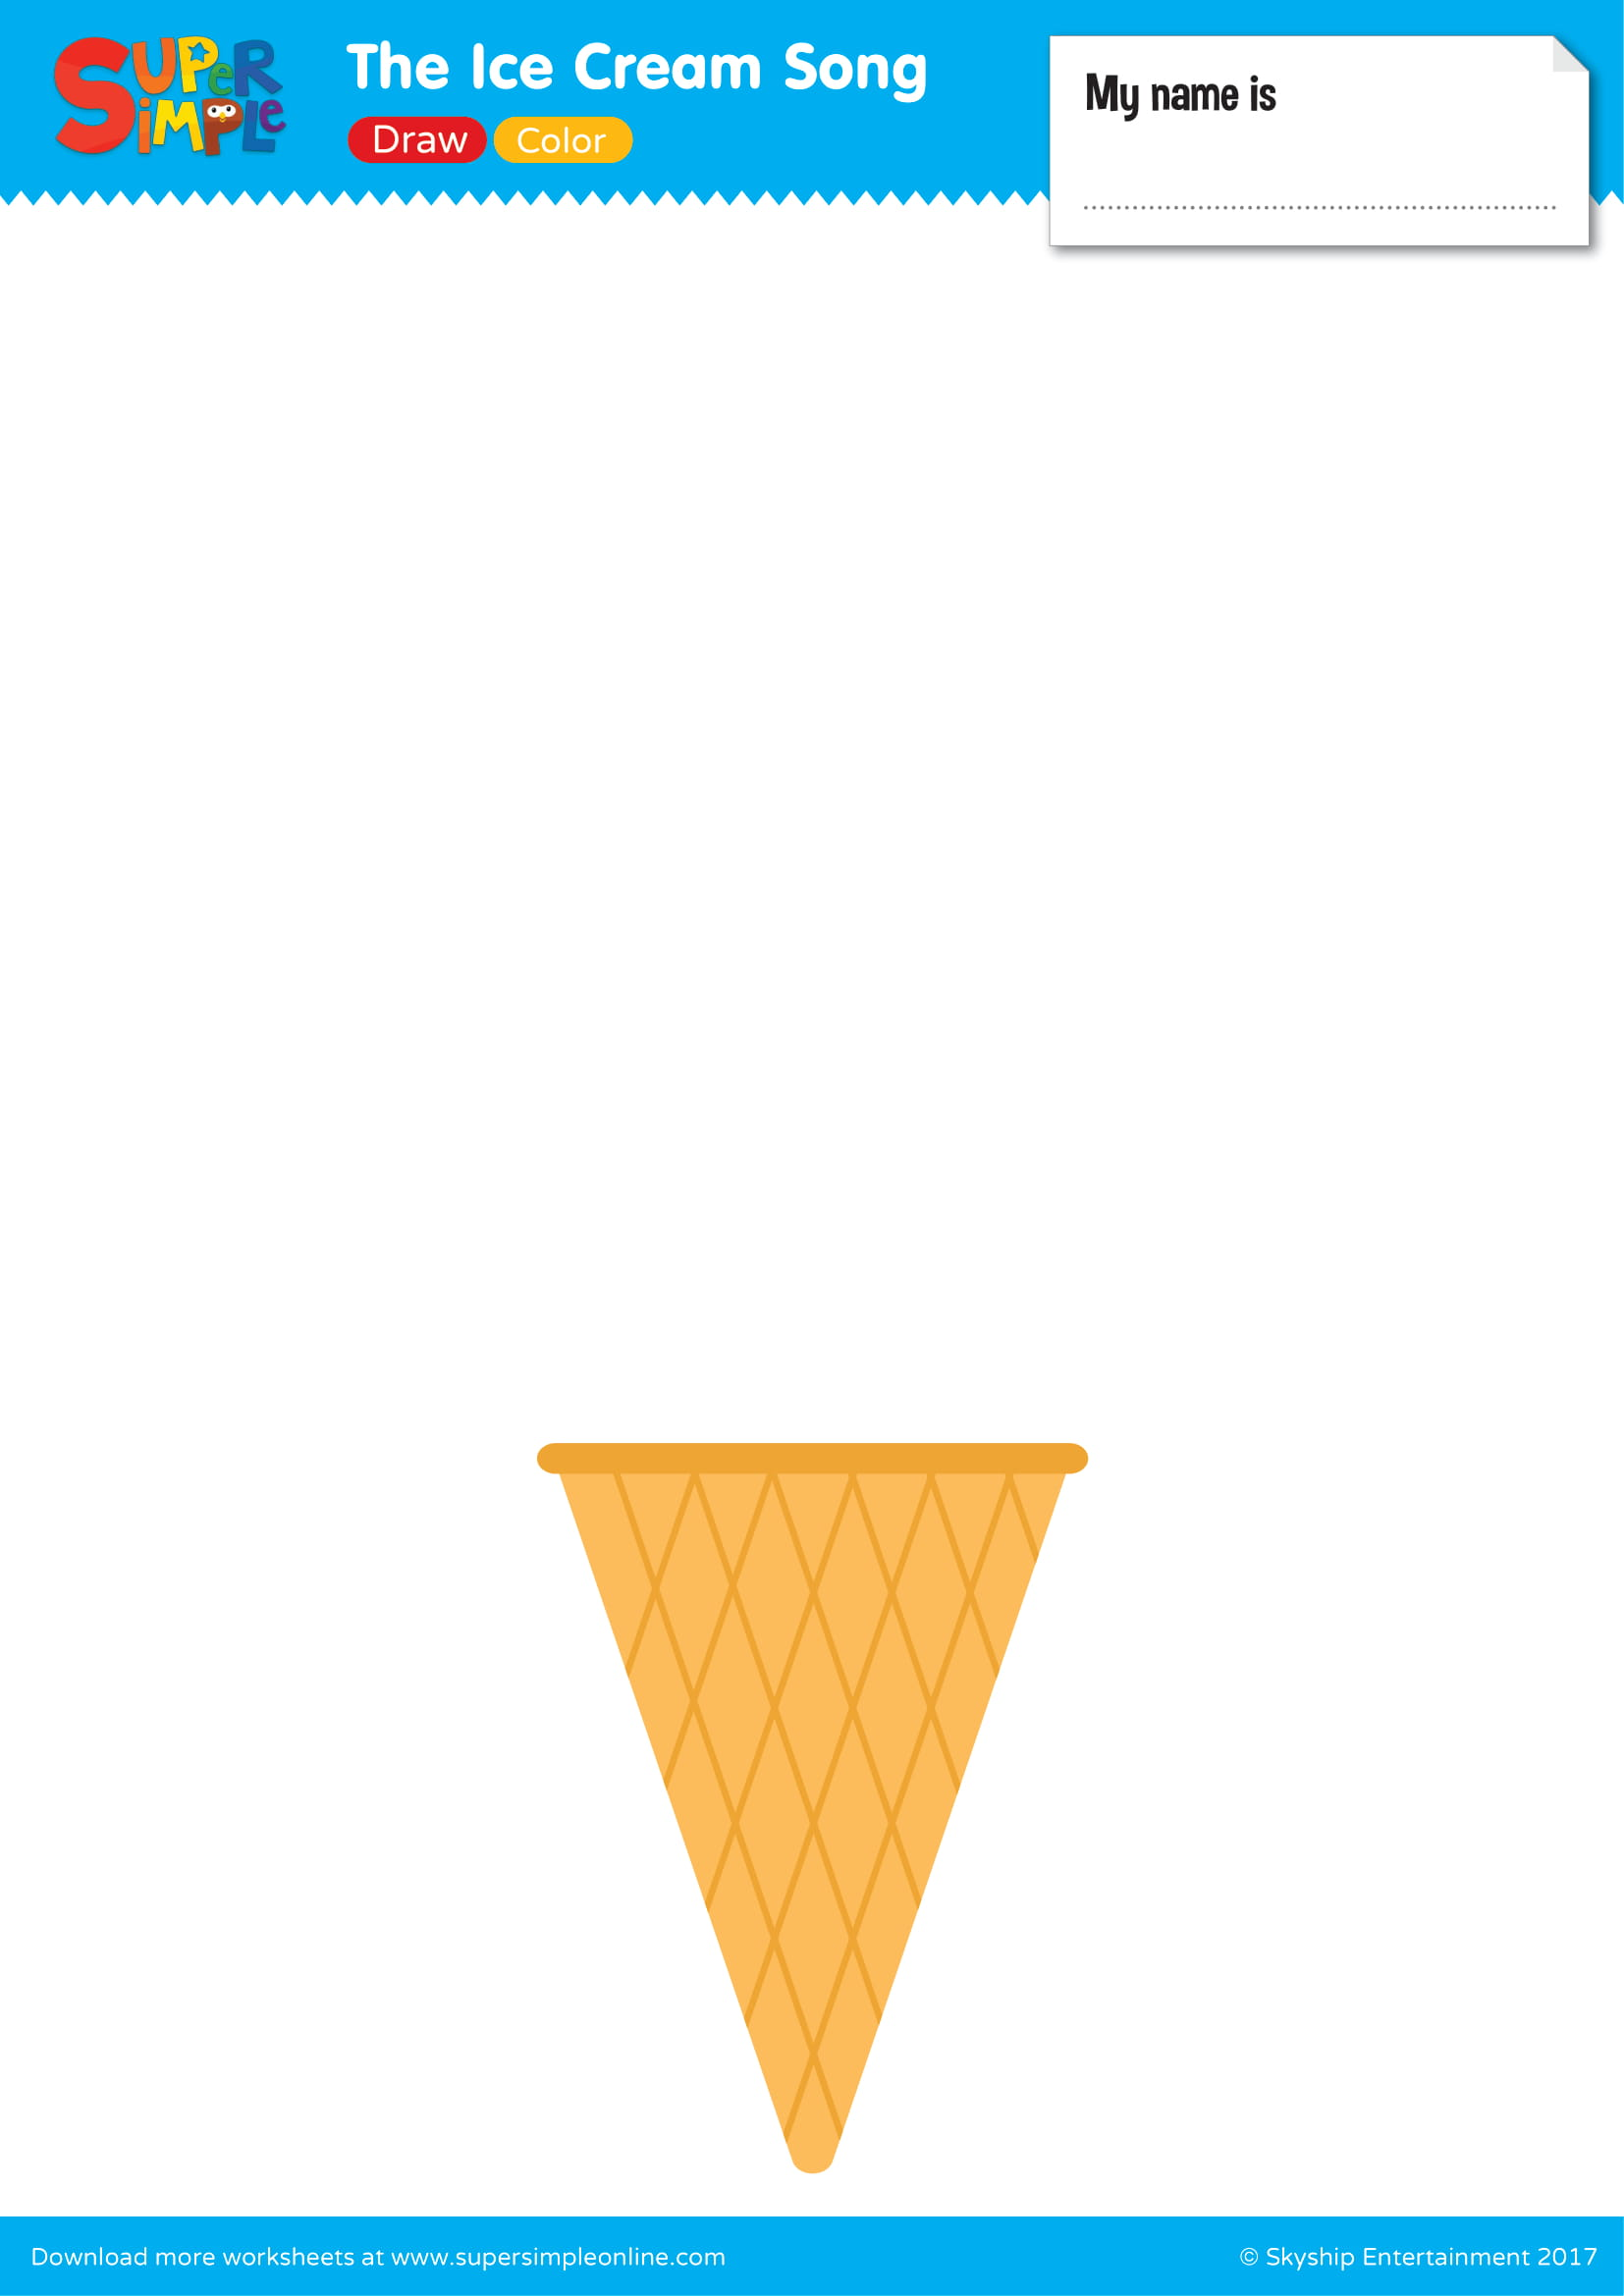 SUPeR
SiMPLe
The Ice Cream Song
Draw Color
My name is
Download more worksheets at www.supersimpleonline.com
© Skyship Entertainment 2017